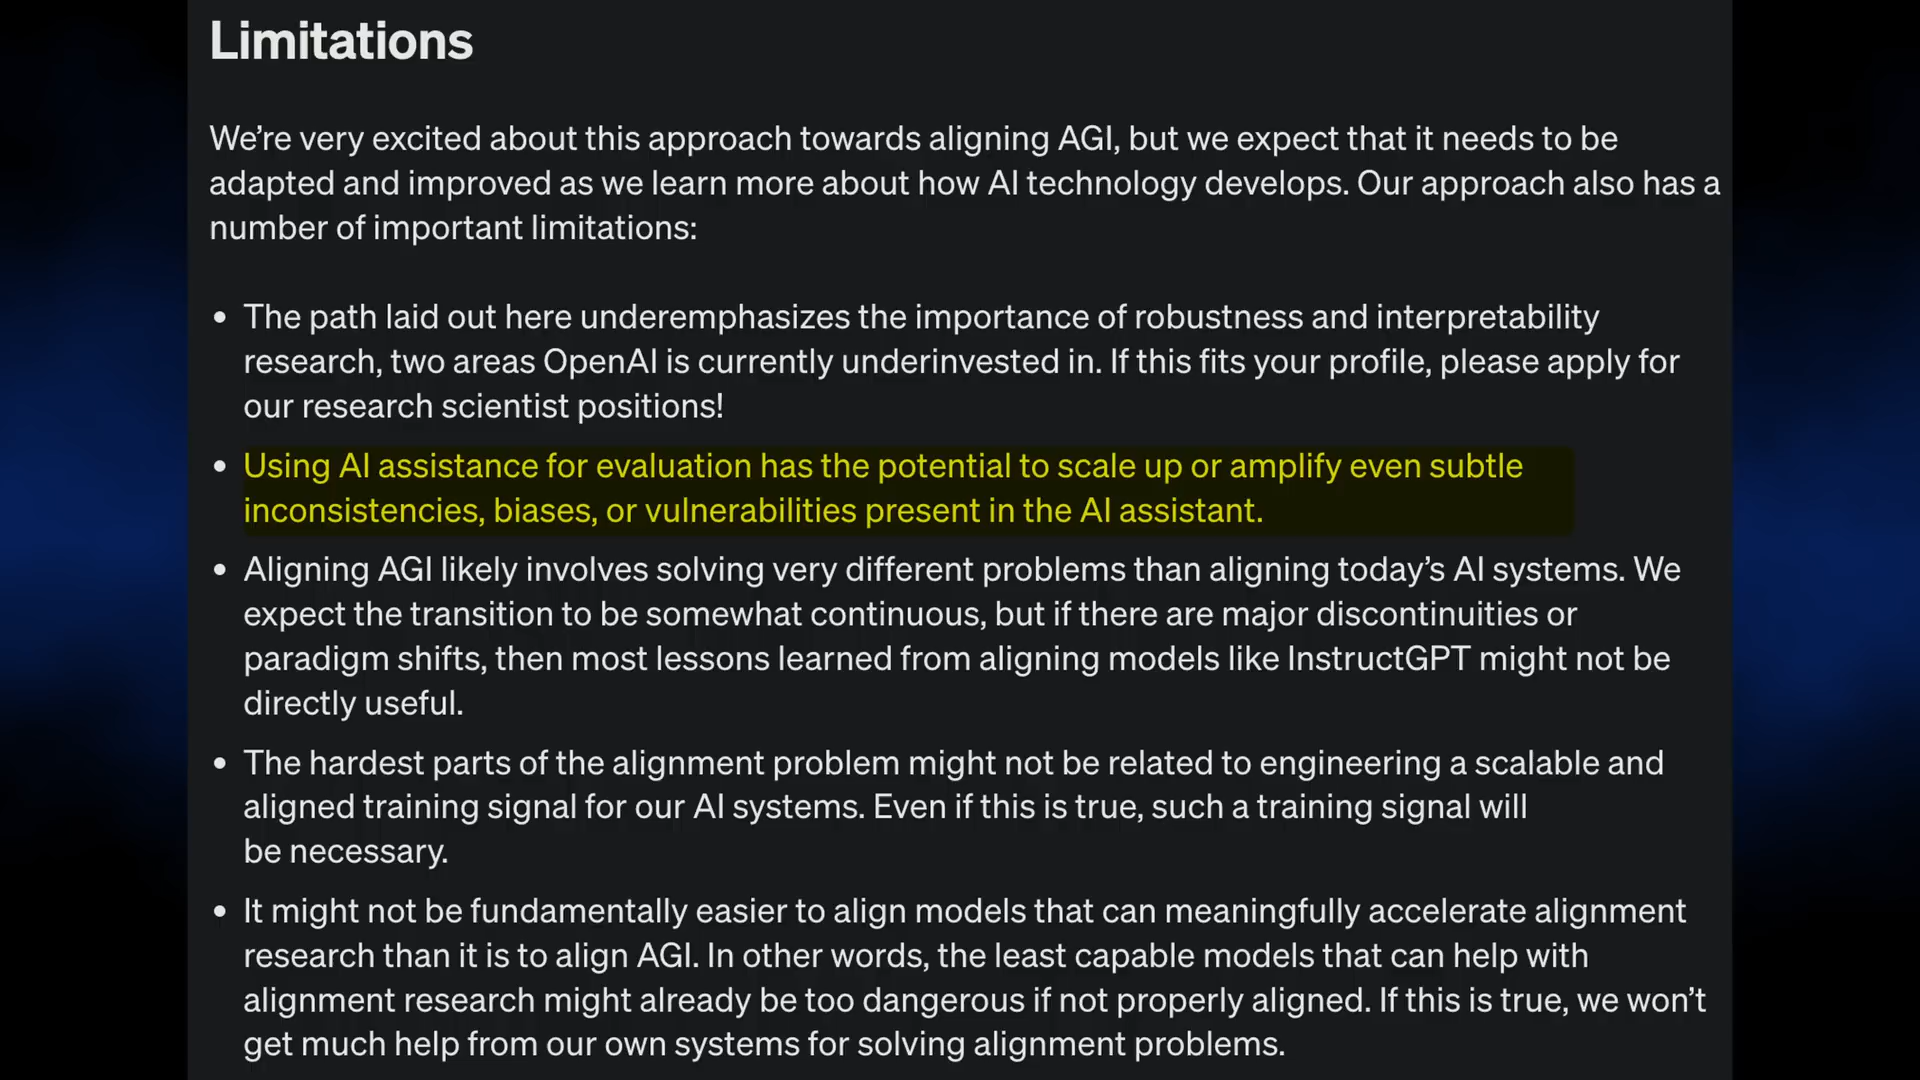 Limitations
We’re very excited about this approach towards aligning AGI, but we expect that it needs to be
adapted and improved as we learn more about how AI technology develops. Our approach also has a
number of important limitations:
• The path laid out here underemphasizes the importance of robustness and interpretability
research, two areas OpenAI is currently underinvested in. If this fits your profile, please apply for
our research scientist positions!
• Using AI assistance for evaluation has the potential to scale up or amplify even subtle
inconsistencies, biases, or vulnerabilities present in the AI assistant.
• Aligning AGI likely involves solving very different problems than aligning today’s AI systems. We
expect the transition to be somewhat continuous, but if there are major discontinuities or
paradigm shifts, then most lessons learned from aligning models like InstructGPT might not be
directly useful.
• The hardest parts of the alignment problem might not be related to engineering a scalable and
aligned training signal for our AI systems. Even if this is true, such a training signal will
be necessary.
• It might not be fundamentally easier to align models that can meaningfully accelerate alignment
research than it is to align AGI. In other words, the least capable models that can help with
alignment research might already be too dangerous if not properly aligned. If this is true, we won’t
get much help from our own systems for solving alignment problems.